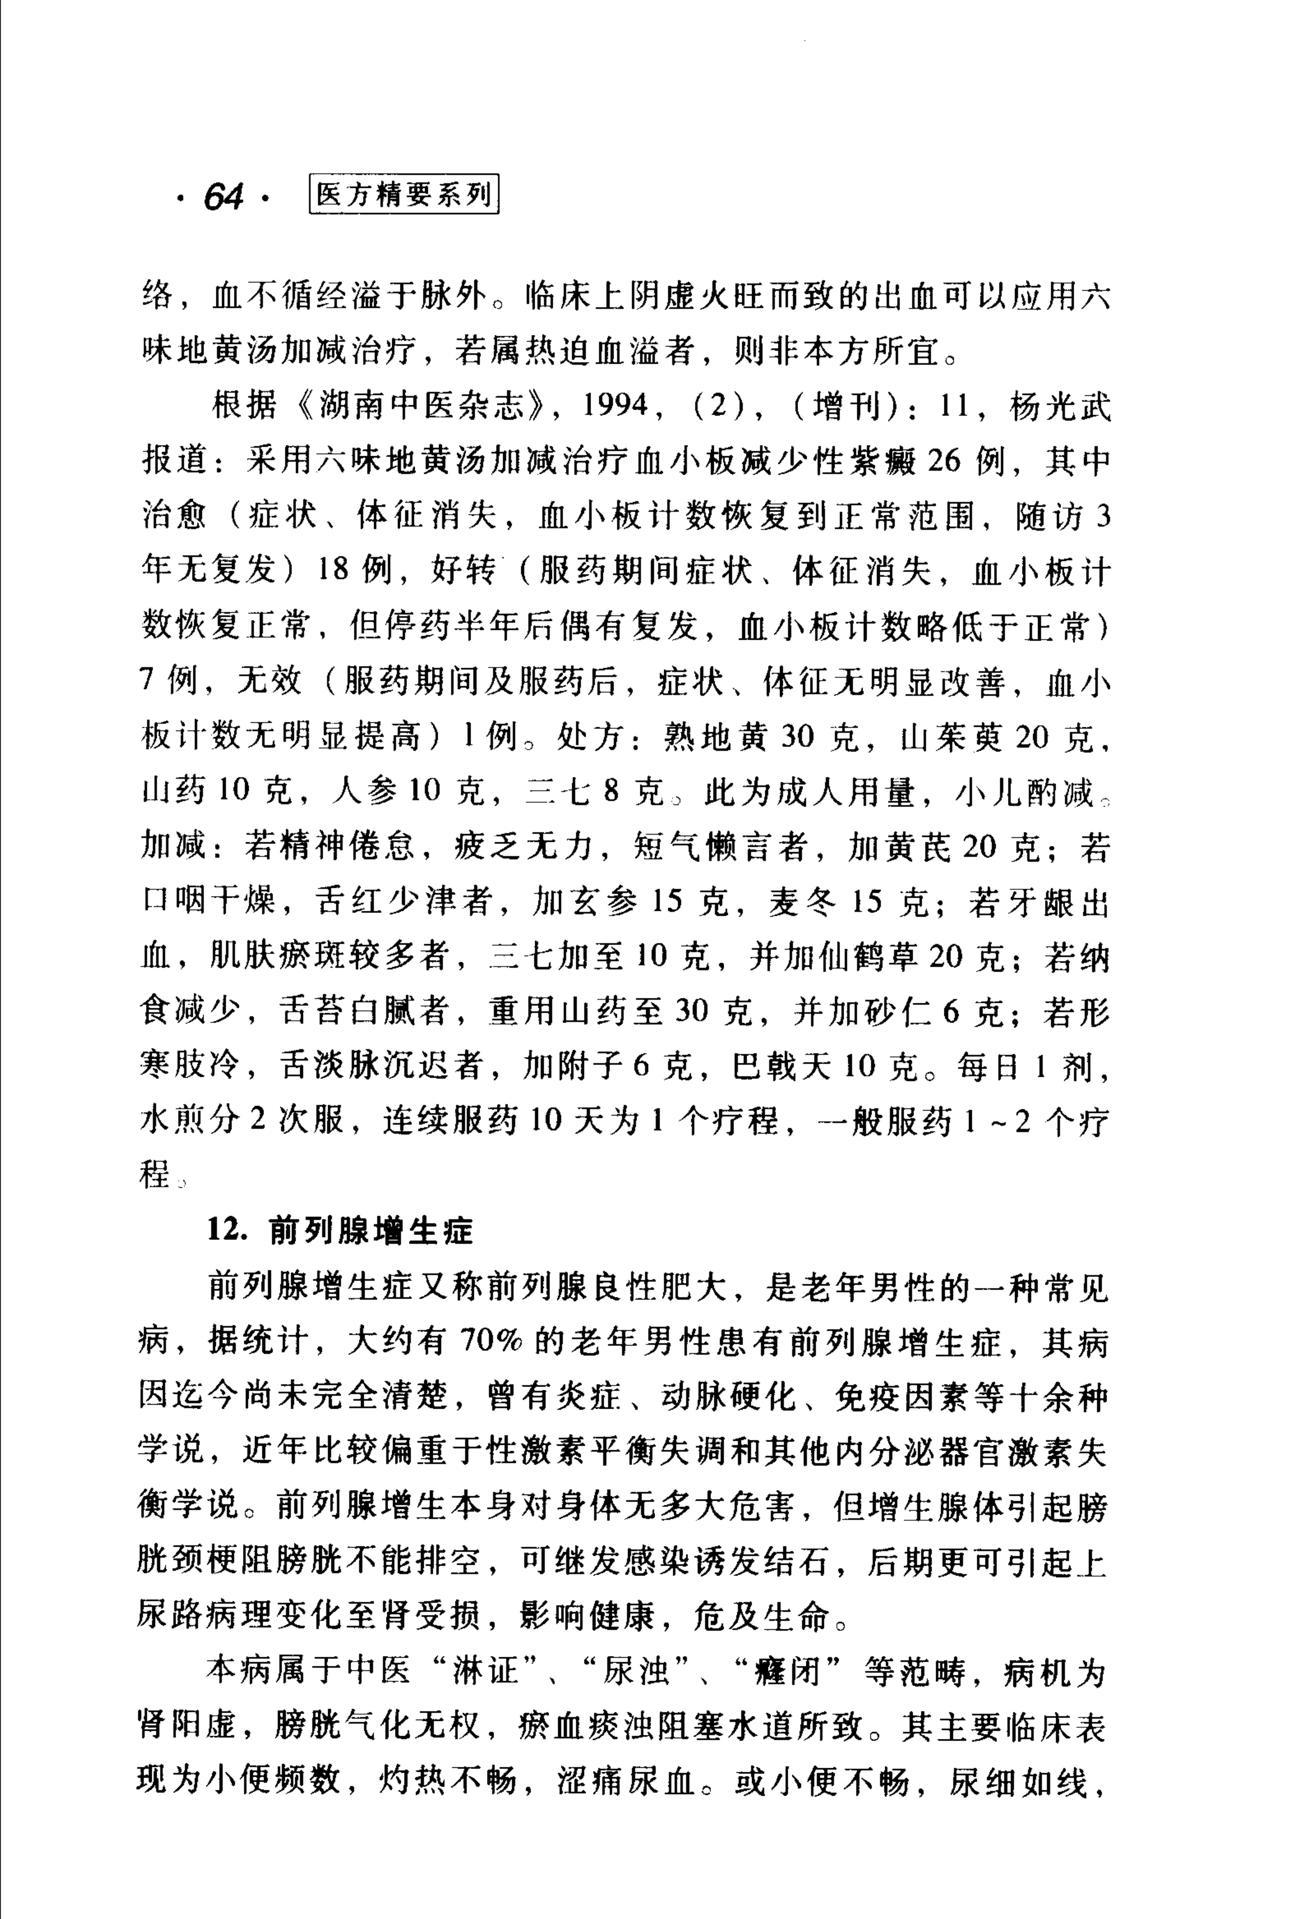 ·64· 医方精要系列
络，血不循经溢于脉外。临床上阴虚火旺而致的出血可以应用六
味地黄汤加减治疗，若属热迫血溢者，则非本方所宜。
根据《湖南中医杂志》，1994，（2），（增刊）：11，杨光武
报道：采用六味地黄汤加减治疗血小板减少性紫癜26例，其中
治愈（症状、体征消失，血小板计数恢复到正常范围，随访3
年无复发）18例，好转（服药期间症状、体征消失，血小板计
数恢复正常，但停药半年后偶有复发，血小板计数略低于正常）
7例，无效（服药期间及服药后，症状、体征无明显改善，血小
板计数无明显提高）1例。处方：熟地黄30克，山茱萸20克，
山药10克，人参10克，三七8克。此为成人用量，小儿酌减。
加减：若精神倦怠，疲乏无力，短气懒言者，加黄芪20克；若
口咽干燥，舌红少津者，加玄参15克，麦冬15克；若牙龈出
血，肌肤瘀斑较多者，三七加至10克，并加仙鹤草20克；若纳
食减少，舌苔白腻者，重用山药至30克，并加砂仁6克；若形
寒肢冷，舌淡脉沉迟者，加附子6克，巴戟天10克。每日1剂，
水煎分2次服，连续服药10天为1个疗程，一般服药1~2个疗
程。
12. 前列腺增生症
前列腺增生症又称前列腺良性肥大，是老年男性的一种常见
病，据统计，大约有70%的老年男性患有前列腺增生症，其病
因迄今尚未完全清楚，曾有炎症、动脉硬化、免疫因素等十余种
学说，近年比较偏重于性激素平衡失调和其他内分泌器官激素失
衡学说。前列腺增生本身对身体无多大危害，但增生腺体引起膀
胱颈梗阻膀胱不能排空，可继发感染诱发结石，后期更可引起上
尿路病理变化至肾受损，影响健康，危及生命。
本病属于中医“淋证”、“尿浊”、“癃闭”等范畴，病机为
肾阳虚，膀胱气化无权，瘀血痰浊阻塞水道所致。其主要临床表
现为小便频数，灼热不畅，涩痛尿血。或小便不畅，尿细如线，